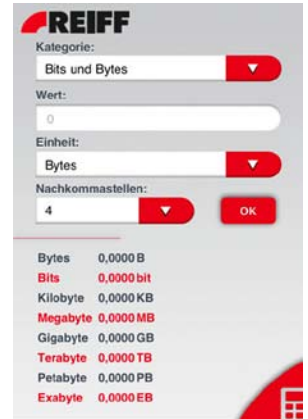 REIFF
Kategorie:
Bits und Bytes
Wert:
0
Einheit:
Bytes
Nachkommastellen:
4 OK
Bytes 0,0000 B
Bits 0,0000 bit
Kilobyte 0,0000 KB
Megabyte 0,0000 MB
Gigabyte 0,0000 GB
Terabyte 0,0000 TB
Petabyte 0,0000 PB
Exabyte 0,0000 EB